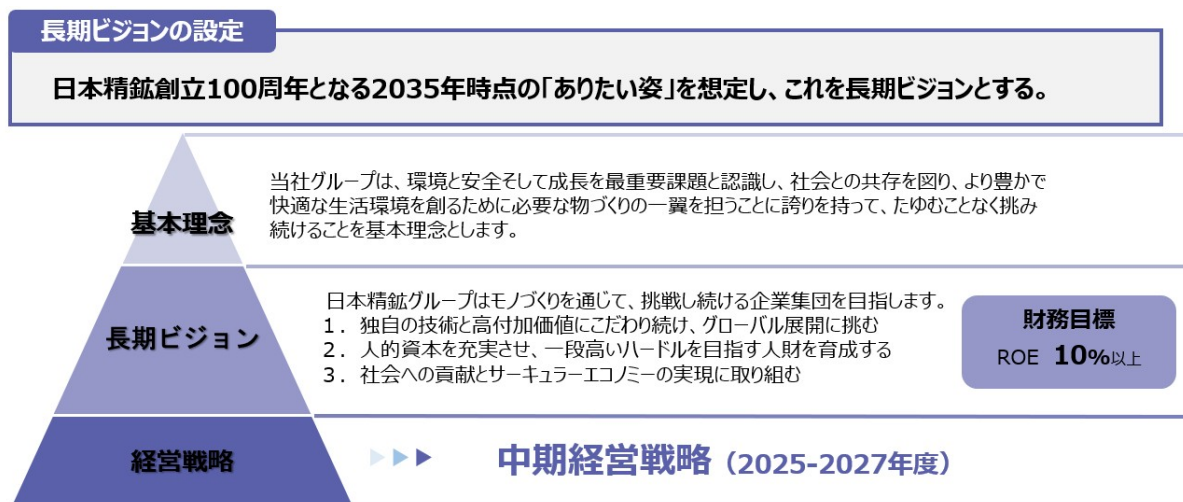 長期ビジョンの設定
日本精鉱創立100周年となる2035年時点の「ありたい姿」を想定し、これを長期ビジョンとする。
基本理念
当社グループは、環境と安全そして成長を最重要課題と認識し、社会との共存を図り、より豊かで
快適な生活環境を創るために必要な物づくりの一翼を担うことに誇りを持って、たゆむことなく挑み
続けることを基本理念とします。
長期ビジョン
日本精鉱グループはモノづくりを通じて、挑戦し続ける企業集団を目指します。
1．独自の技術と高付加価値にこだわり続け、グローバル展開に挑む
2．人的資本を充実させ、一段高いハードルを目指す人財を育成する
3．社会への貢献とサーキュラーエコノミーの実現に取り組む
財務目標
ROE 10%以上
経営戦略
中期経営戦略（2025-2027年度）